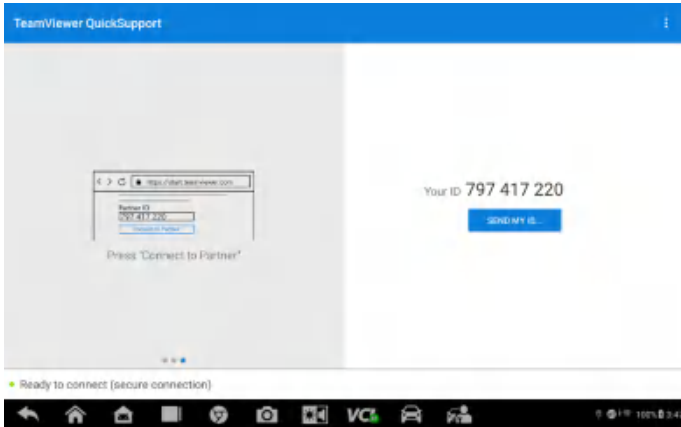 TeamViewer QuickSupport
https://start.teamviewer.com
Partner ID
797 417 220
Connect to Partner
Press "Connect to Partner"
Your ID 797 417 220
SEND MY ID...
Ready to connect (secure connection)
VCI
100%